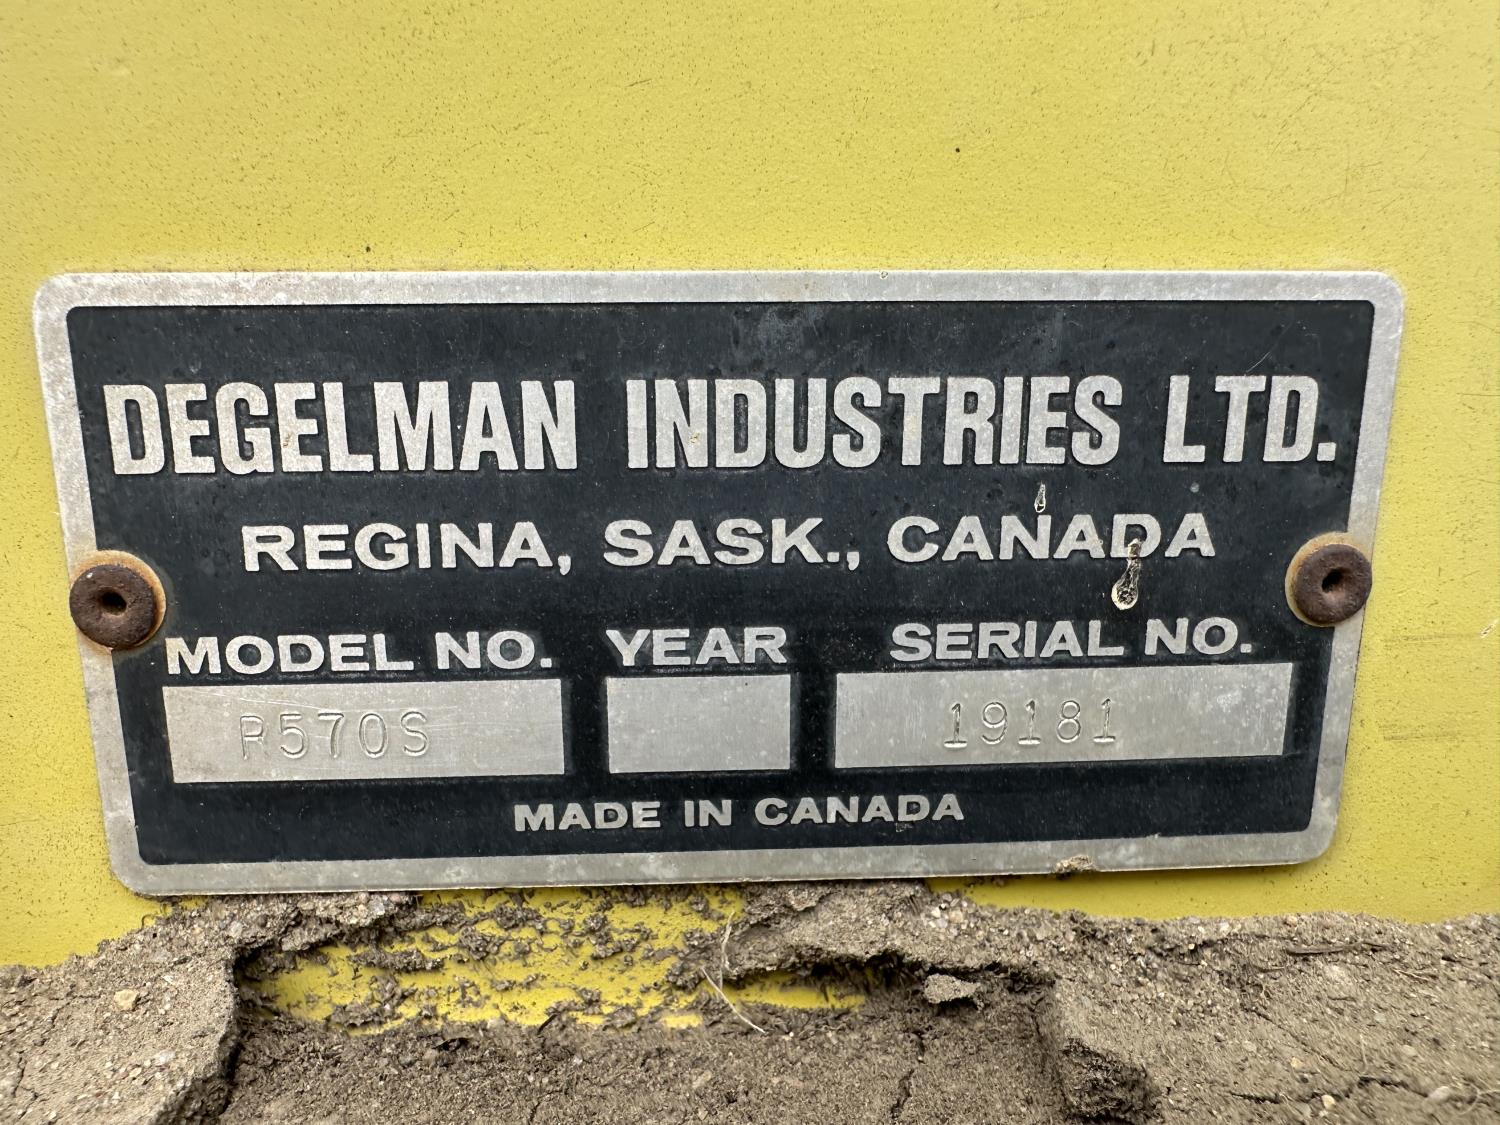 DEGELMAN INDUSTRIES LTD.
REGINA, SASK., CANADA
MODEL NO. YEAR SERIAL NO.
R570S 19181
MADE IN CANADA